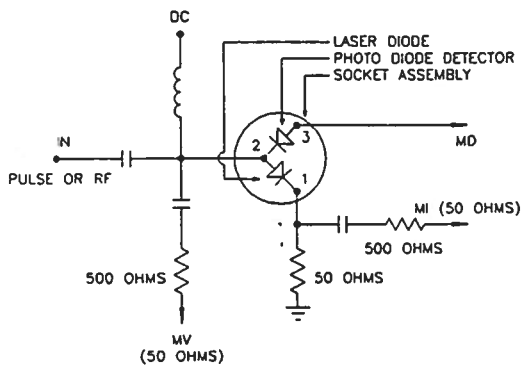 DC
LASER DIODE
PHOTO DIODE DETECTOR
SOCKET ASSEMBLY
IN
PULSE OR RF
2
3
1
MD
MI (50 OHMS)
500 OHMS
50 OHMS
500 OHMS
MV
(50 OHMS)